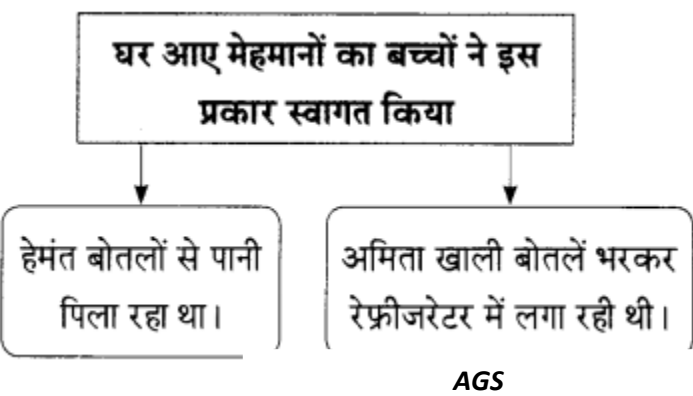 घर आए मेहमानों का बच्चों ने इस
प्रकार स्वागत किया
हेमंत बोतलों से पानी
पिला रहा था।
अमिता खाली बोतलें भरकर
रेफ्रीजरेटर में लगा रही थी।
AGS